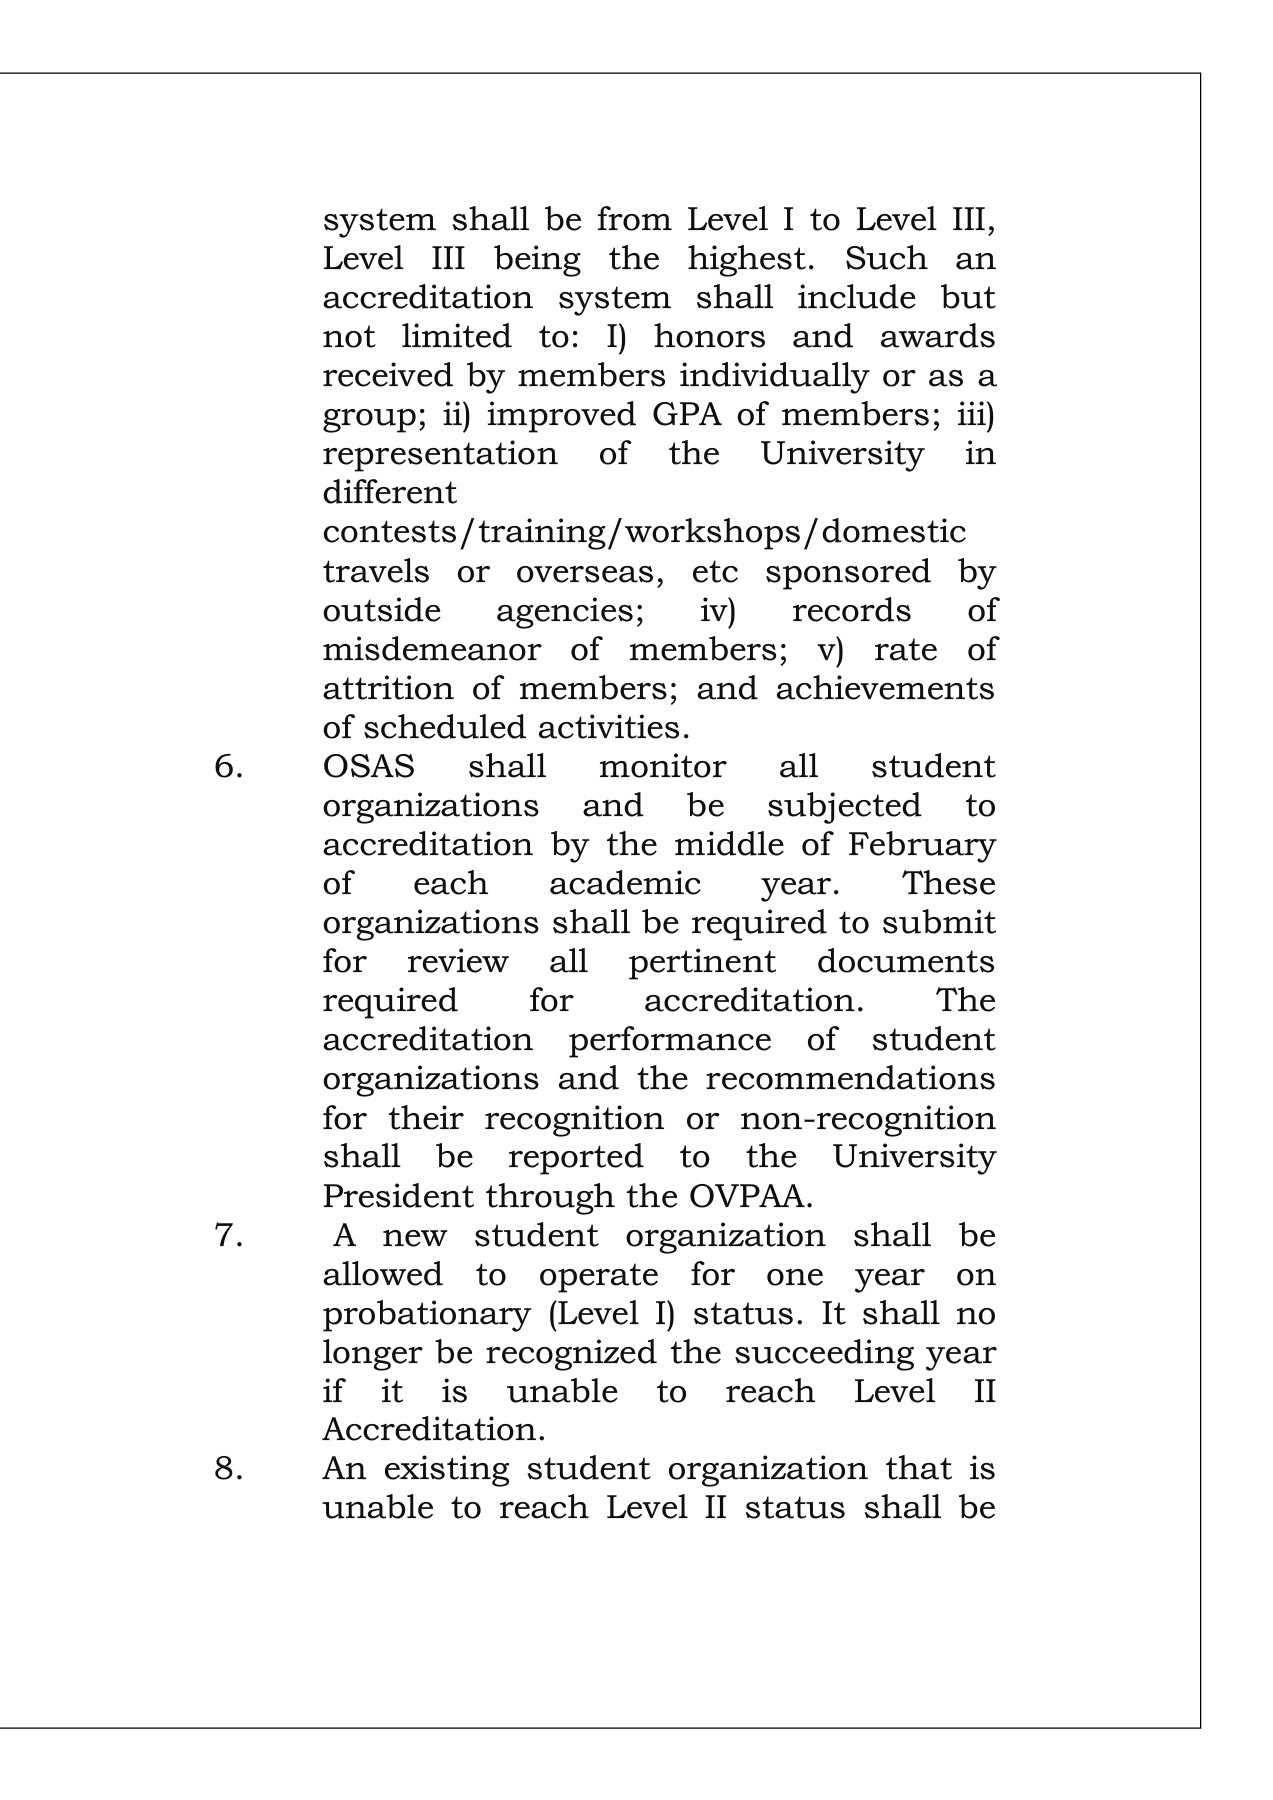 system shall be from Level I to Level III,
Level III being the highest. Such an
accreditation system shall include but
not limited to: I) honors and awards
received by members individually or as a
group; ii) improved GPA of members; iii)
representation of the University in
different
contests/training/workshops/domestic
travels or overseas, etc sponsored by
outside agencies; iv) records of
misdemeanor of members; v) rate of
attrition of members; and achievements
of scheduled activities.
6. OSAS shall monitor all student
organizations and be subjected to
accreditation by the middle of February
of each academic year. These
organizations shall be required to submit
for review all pertinent documents
required for accreditation. The
accreditation performance of student
organizations and the recommendations
for their recognition or non-recognition
shall be reported to the University
President through the OVPAA.
7. A new student organization shall be
allowed to operate for one year on
probationary (Level I) status. It shall no
longer be recognized the succeeding year
if it is unable to reach Level II
Accreditation.
8. An existing student organization that is
unable to reach Level II status shall be